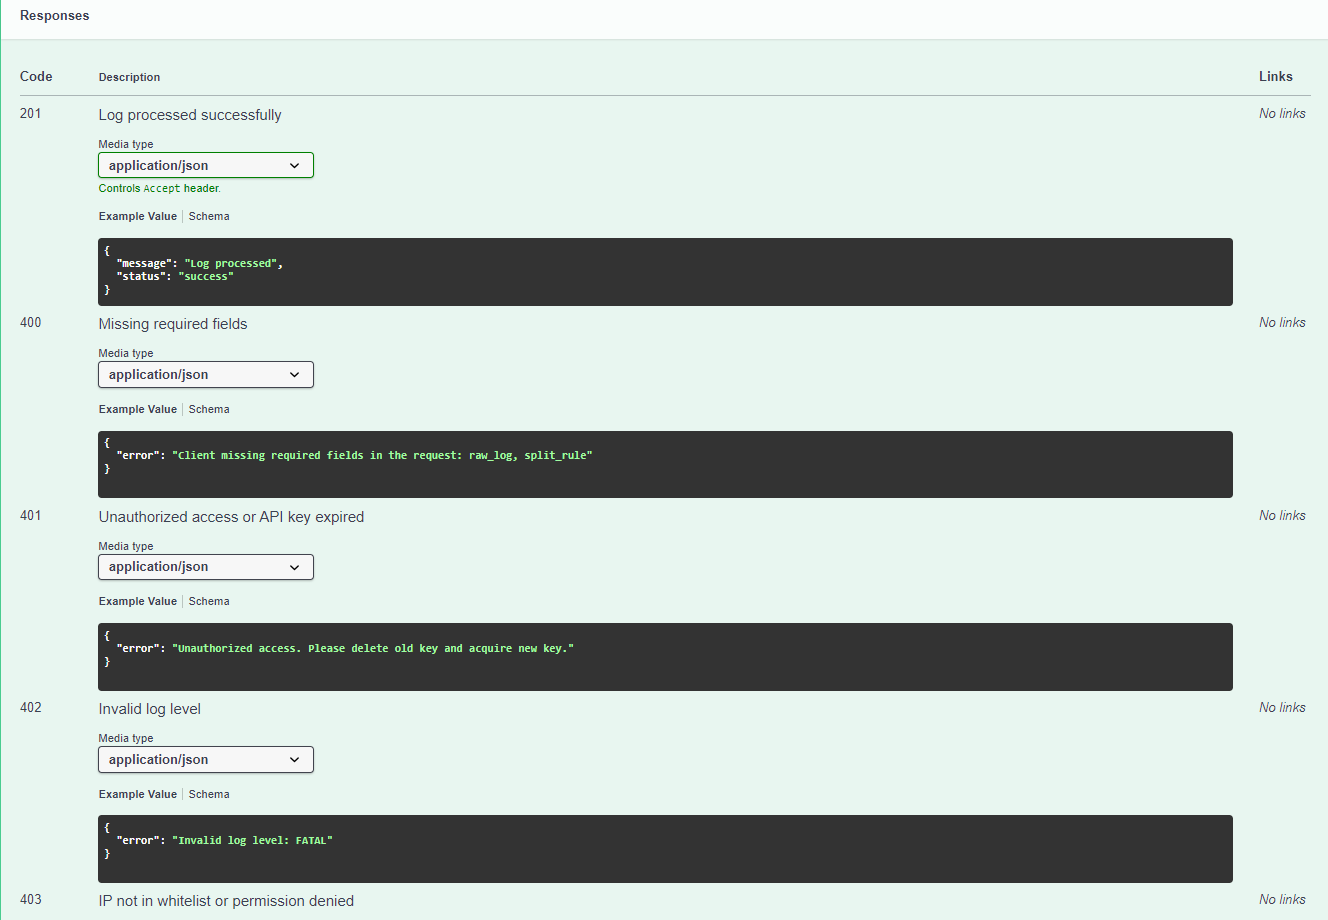 Responses
Code Description Links
201 Log processed successfully No links
Media type
application/json
Controls Accept header.
Example Value | Schema
{
  "message": "Log processed",
  "status": "success"
}
400 Missing required fields No links
Media type
application/json
Example Value | Schema
{
  "error": "Client missing required fields in the request: raw_log, split_rule"
}
401 Unauthorized access or API key expired No links
Media type
application/json
Example Value | Schema
{
  "error": "Unauthorized access. Please delete old key and acquire new key."
}
402 Invalid log level No links
Media type
application/json
Example Value | Schema
{
  "error": "Invalid log level: FATAL"
}
403 IP not in whitelist or permission denied No links